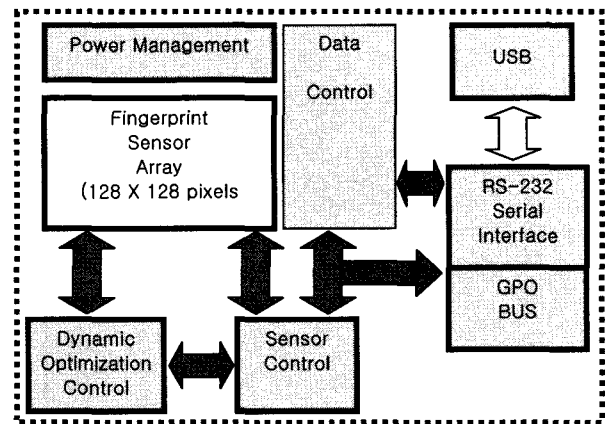 Power Management
Data
Control
USB
Fingerprint
Sensor
Array
(128 X 128 pixels
RS-232
Serial
Interface
GPO
BUS
Dynamic
Optimization
Control
Sensor
Control